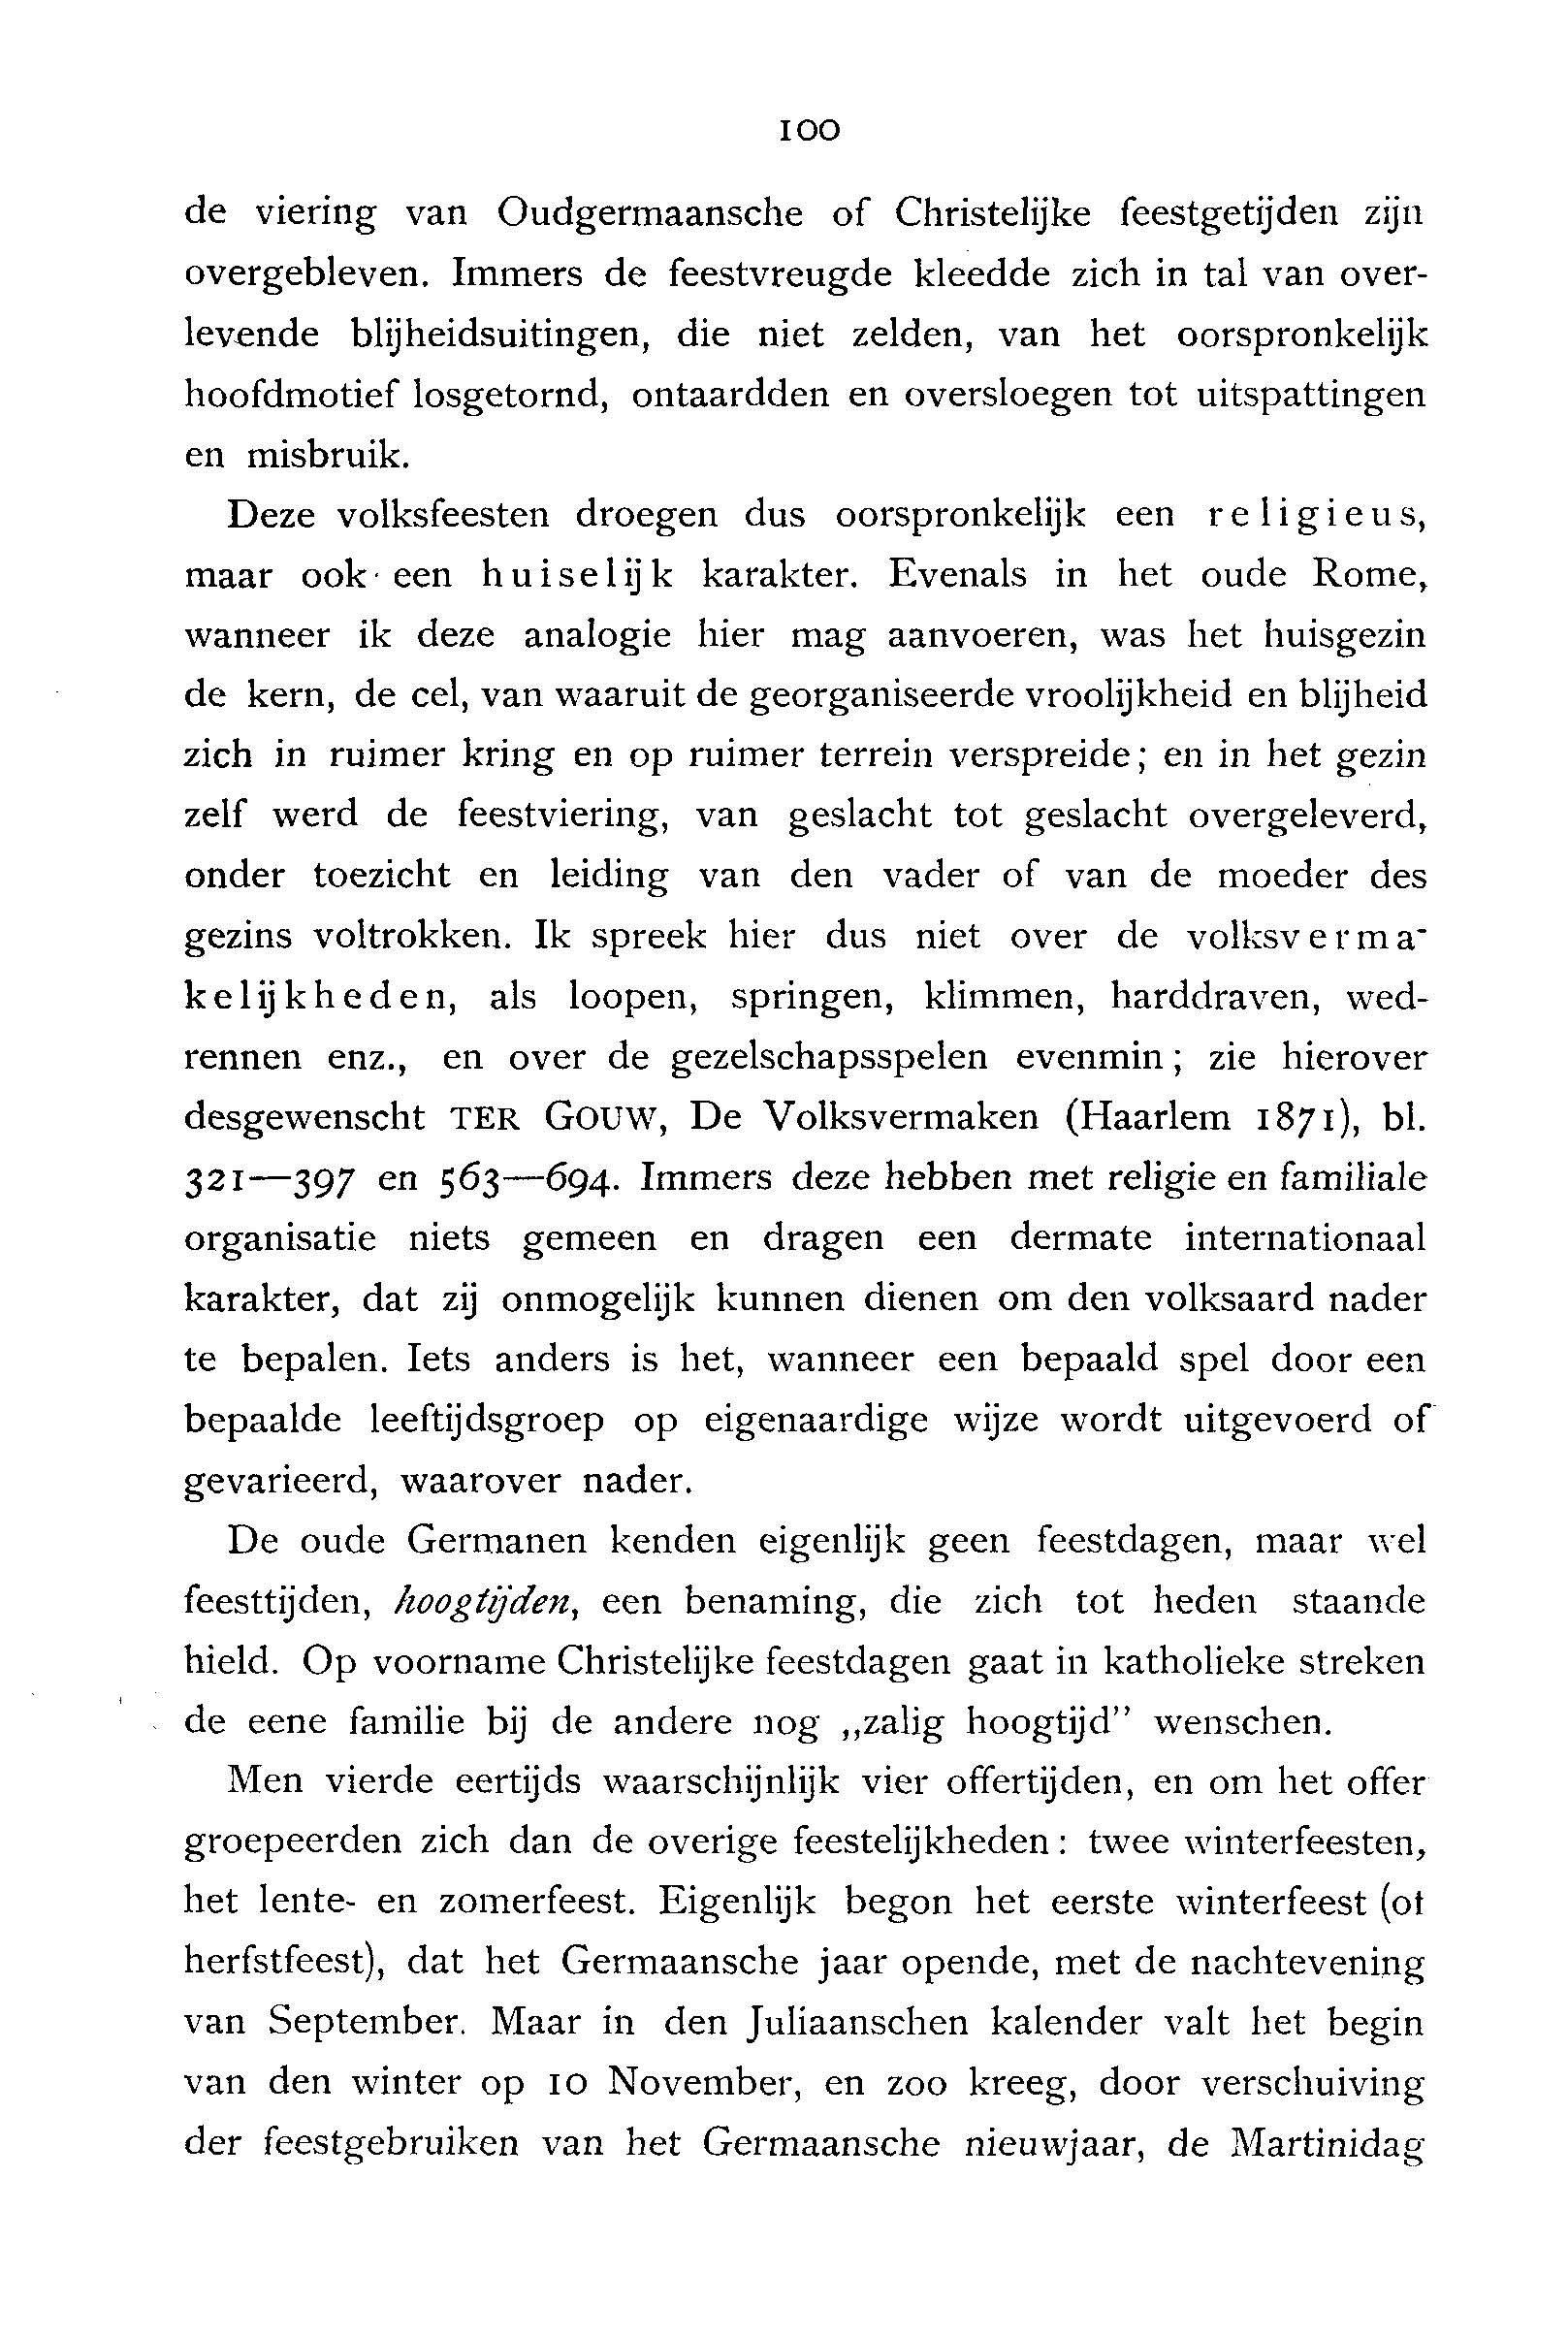 100
de viering van Oudgermaansche of Christelijke feestgetijden zijn
overgebleven. Immers de feestvreugde kleedde zich in tal van over-
levende blijheidsuitingen, die niet zelden, van het oorspronkelijk
hoofdmotief losgetornd, ontaardden en oversloegen tot uitspattingen
en misbruik.
Deze volksfeesten droegen dus oorspronkelijk een religieus,
maar ook een huiselijk karakter. Evenals in het oude Rome,
wanneer ik deze analogie hier mag aanvoeren, was het huisgezin
de kern, de cel, van waaruit de georganiseerde vroolijkheid en blijheid
zich in ruimer kring en op ruimer terrein verspreide; en in het gezin
zelf werd de feestviering, van geslacht tot geslacht overgeleverd,
onder toezicht en leiding van den vader of van de moeder des
gezins voltrokken. Ik spreek hier dus niet over de volksverma-
kelijkheden, als loopen, springen, klimmen, harddraven, wed-
rennen enz., en over de gezelschapsspelen evenmin; zie hierover
desgewenscht TER GOUW, De Volksvermaken (Haarlem 1871), bl.
321—397 en 563—694. Immers deze hebben met religie en familiale
organisatie niets gemeen en dragen een dermate internationaal
karakter, dat zij onmogelijk kunnen dienen om den volksaard nader
te bepalen. Iets anders is het, wanneer een bepaald spel door een
bepaalde leeftijdsgroep op eigenaardige wijze wordt uitgevoerd of
gevarieerd, waarover nader.
De oude Germanen kenden eigenlijk geen feestdagen, maar wel
feesttijden, hoogtijden, een benaming, die zich tot heden staande
hield. Op voorname Christelijke feestdagen gaat in katholieke streken
de eene familie bij de andere nog „zalig hoogtijd” wenschen.
Men vierde eertijds waarschijnlijk vier offertijden, en om het offer
groepeerden zich dan de overige feestelijkheden: twee winterfeesten,
het lente- en zomerfeest. Eigenlijk begon het eerste winterfeest (of
herfstfeest), dat het Germaansche jaar opende, met de nachtevening
van September. Maar in den Juliaanschen kalender valt het begin
van den winter op 10 November, en zoo kreeg, door verschuiving
der feestgebruiken van het Germaansche nieuwjaar, de Martinidag